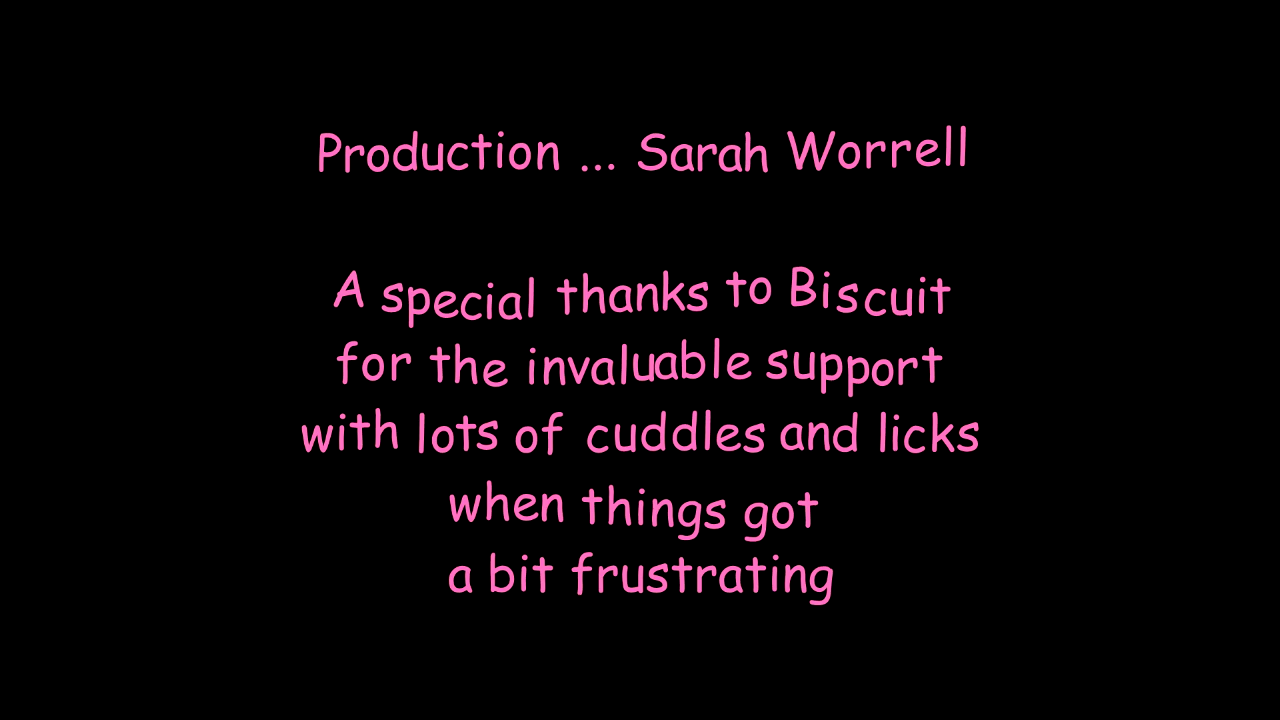 Production ... Sarah Worrell
A special thanks to Biscuit
for the invaluable support
with lots of cuddles and licks
when things got
a bit frustrating